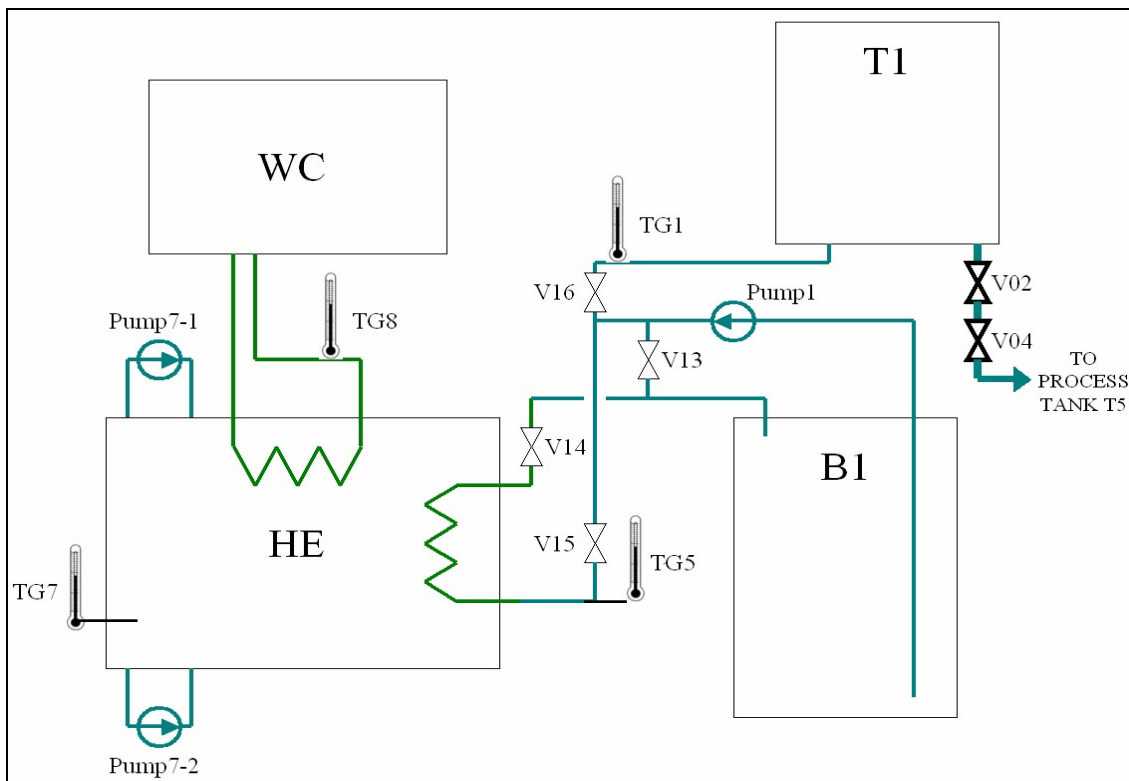 T1
WC
TG1
V16
Pump1
V02
Pump7-1
TG8
V13
V04
TO
PROCESS
TANK T5
V14
B1
HE
V15
TG5
TG7
Pump7-2